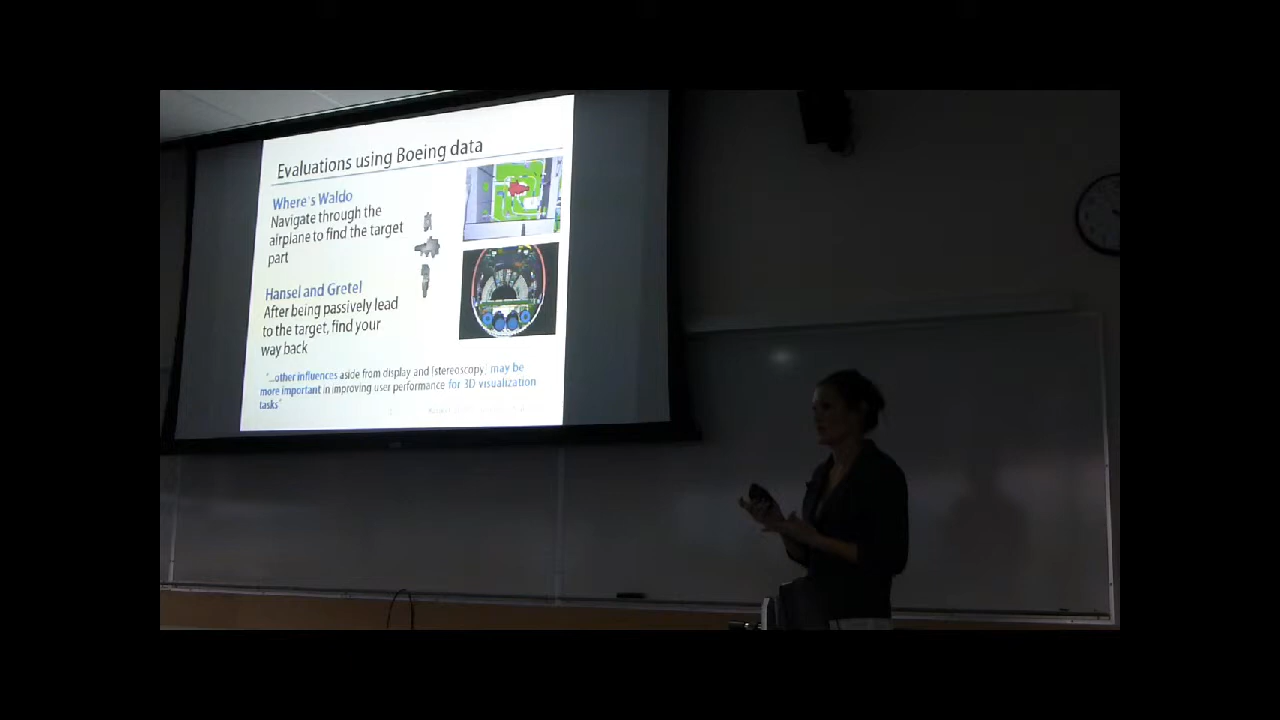 Evaluations using Boeing data
Where's Waldo
Navigate through the
airplane to find the target
part
Hansel and Gretel
After being passively lead
to the target, find your
way back
"...other influences aside from display and [stereoscopy] may be
more important in improving user performance for 3D visualization
tasks"